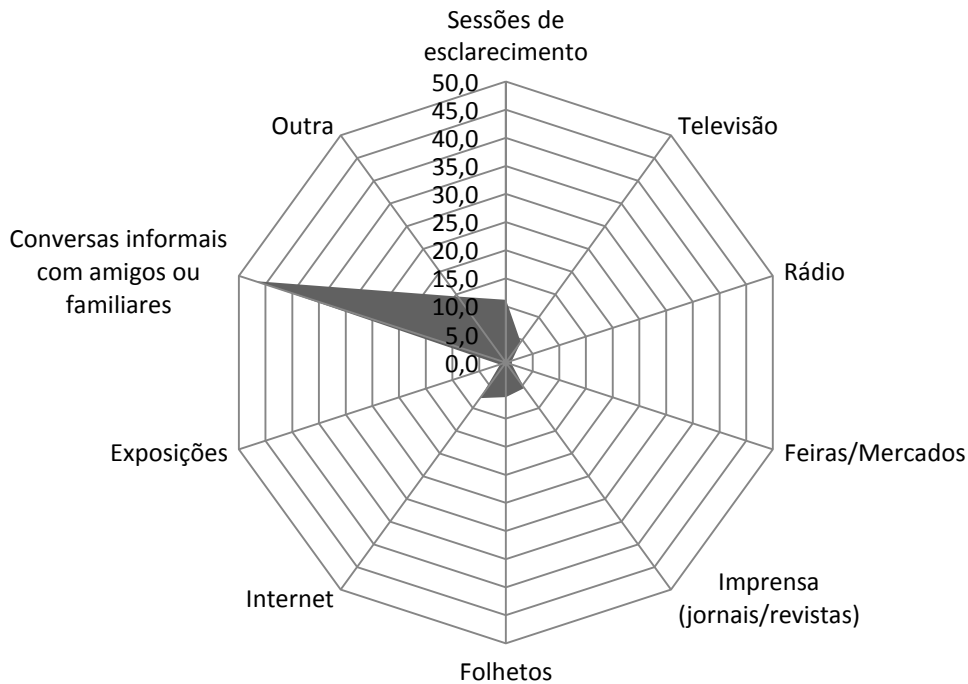 Sessões de
esclarecimento
50,0
45,0
40,0
35,0
30,0
25,0
20,0
15,0
10,0
5,0
0,0
Televisão
Rádio
Feiras/Mercados
Imprensa
(jornais/revistas)
Folhetos
Internet
Exposições
Conversas informais
com amigos ou
familiares
Outra